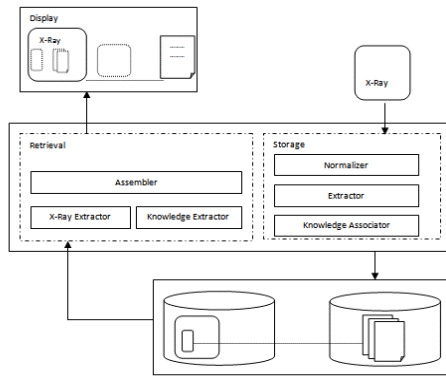 Display
X-Ray
X-Ray
Retrieval
Assembler
X-Ray Extractor
Knowledge Extractor
Storage
Normalizer
Extractor
Knowledge Associator